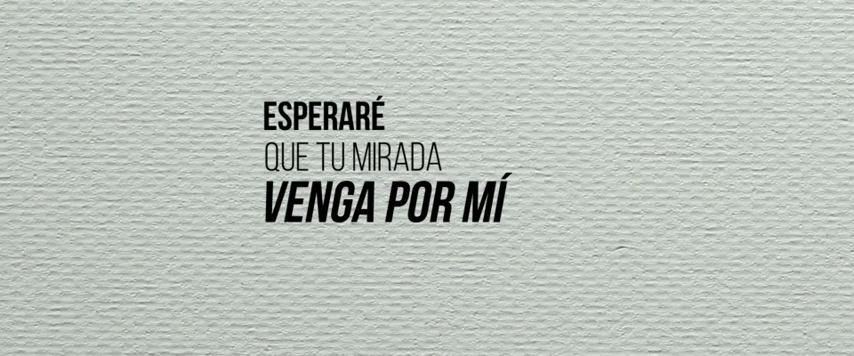 ESPERARÉ
QUE TU MIRADA
VENGA POR MÍ